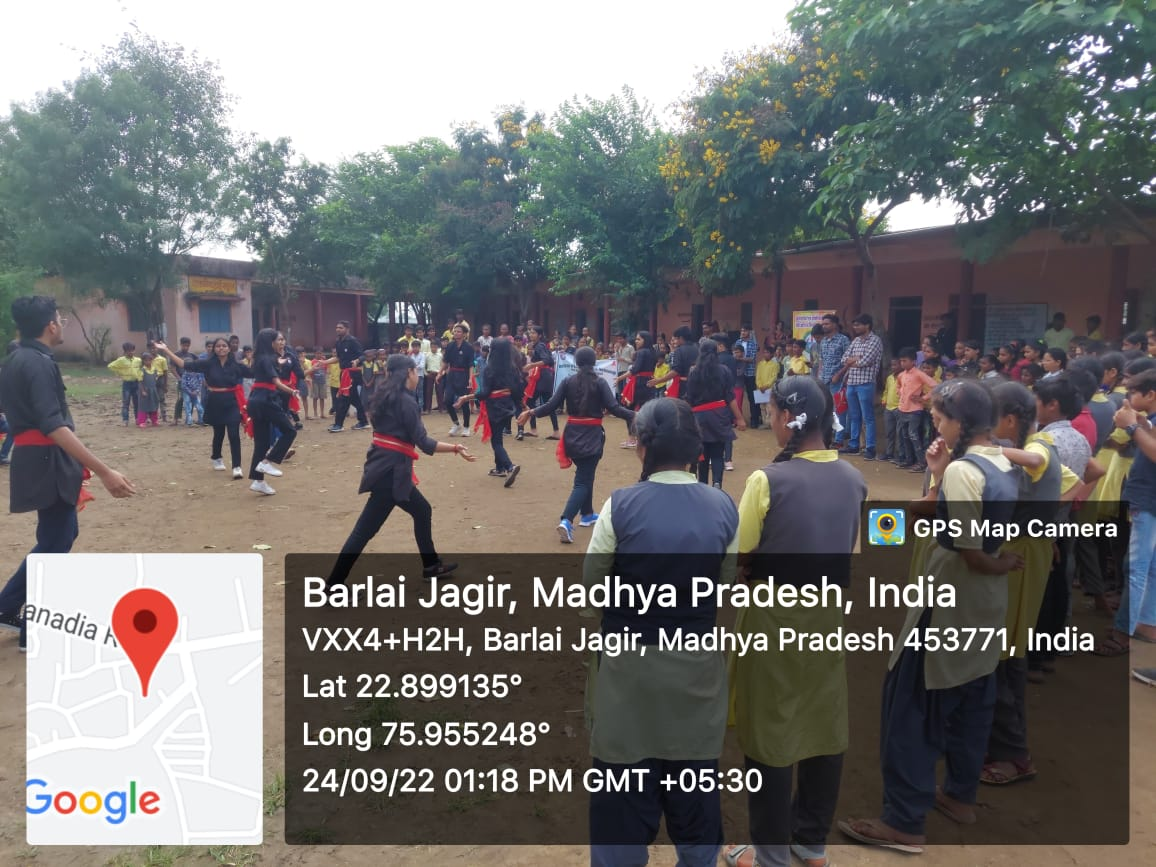 GPS Map Camera
Barlai Jagir, Madhya Pradesh, India
VXX4+H2H, Barlai Jagir, Madhya Pradesh 453771, India
Lat 22.899135°
Long 75.955248°
24/09/22 01:18 PM GMT +05:30
anadia
Google